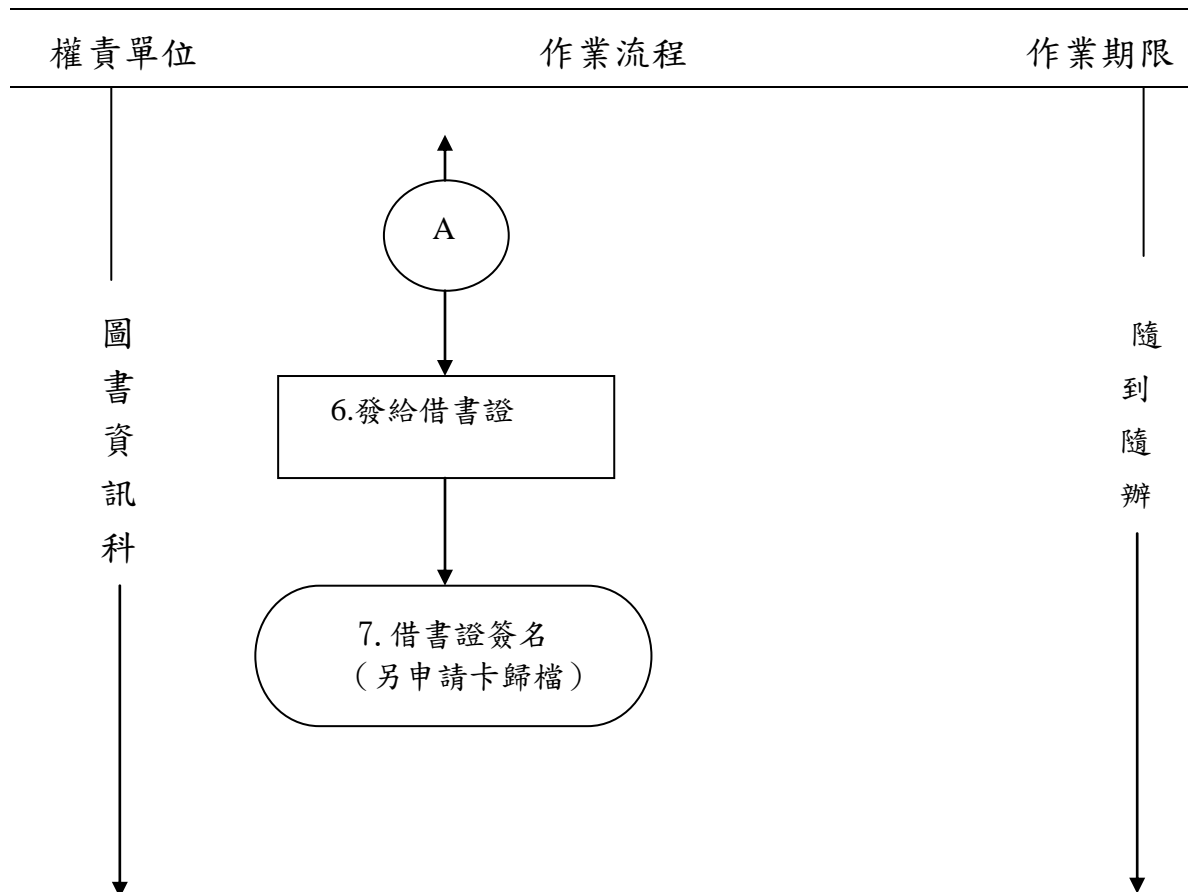 權責單位 作業流程 作業期限
A
圖書資訊科
隨到隨辦
6.發給借書證
7.借書證簽名
（另申請卡歸檔）